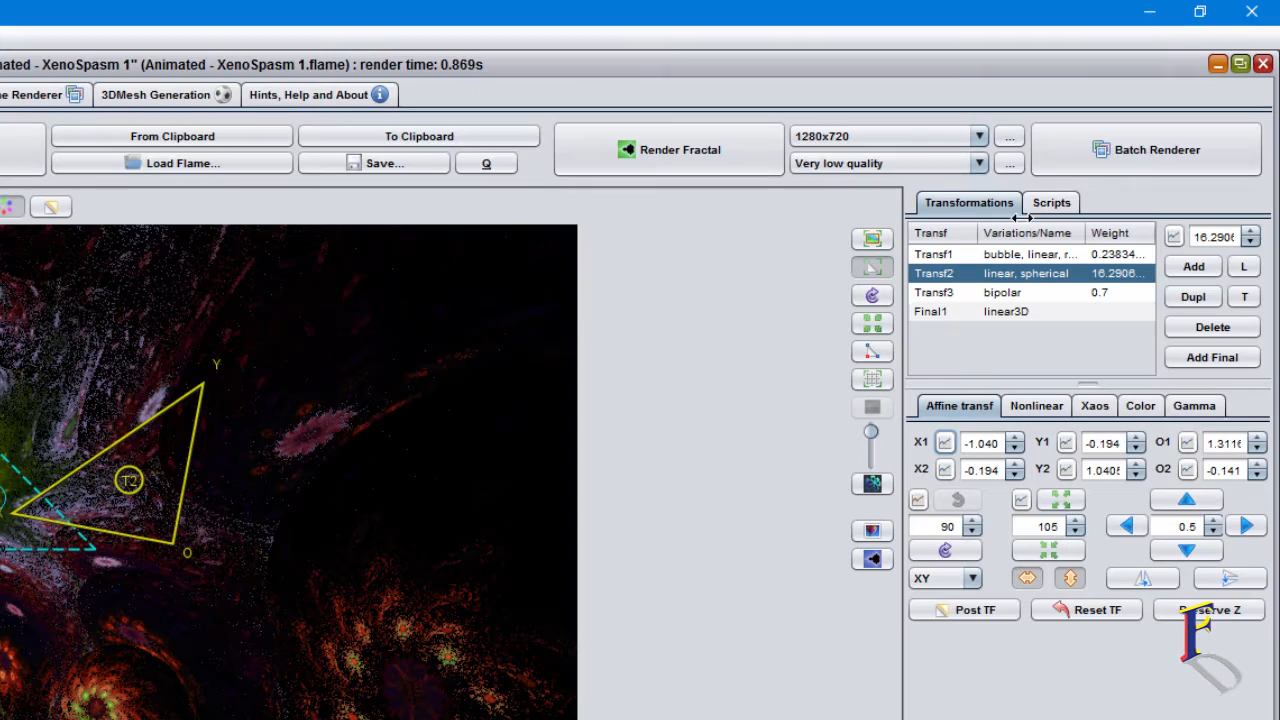 ated - XenoSpasm 1" (Animated - XenoSpasm 1.flame) : render time: 0.869s
e Renderer 3DMesh Generation Hints, Help and About
From Clipboard To Clipboard Render Fractal 1280x720 ... Batch Renderer
Load Flame... Save... Q Very low quality ...
Transformations Scripts
Transf Variations/Name Weight 16.2906
Transf1 bubble, linear, r... 0.23834...
Transf2 linear, spherical 16.2906...
Transf3 bipolar 0.7
Final1 linear3D
Add L
Dupl T
Delete
Add Final
Y
T2
O
Affine transf Nonlinear Xaos Color Gamma
X1 -1.040 Y1 -0.194 O1 1.3116
X2 -0.194 Y2 1.0405 O2 -0.141
90 105 0.5
XY
Post TF Reset TF Preserve Z
FD